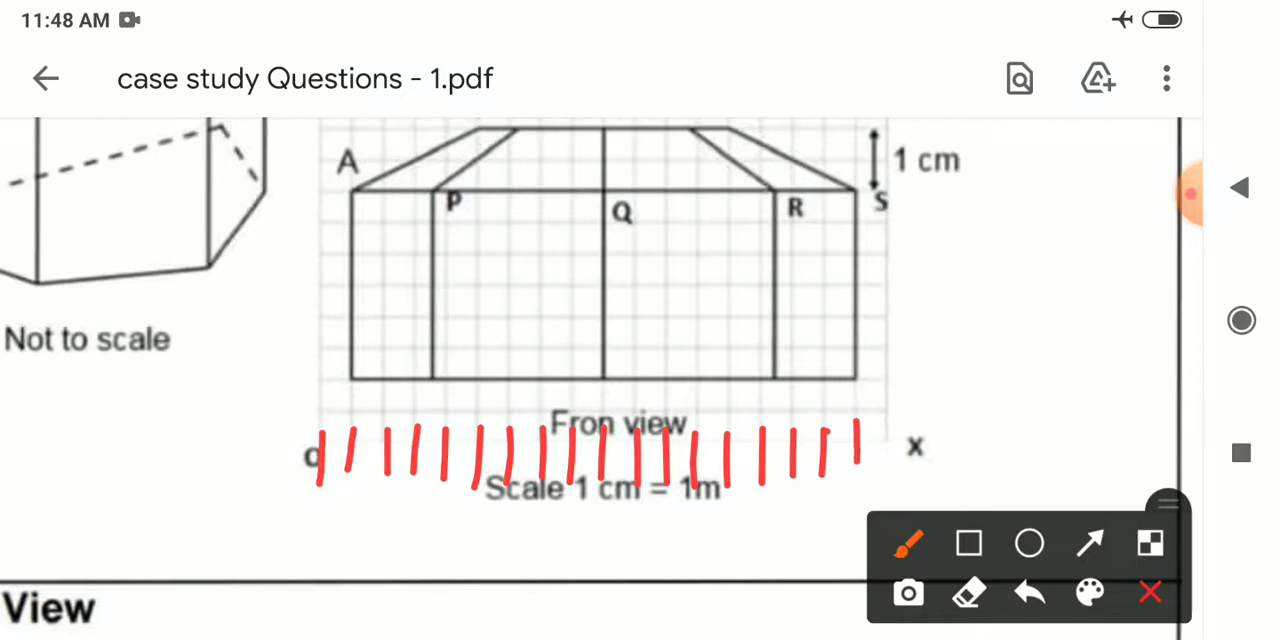 11:48 AM
case study Questions - 1.pdf
A
1 cm
P
Q
R
S
Not to scale
Fron view
O
X
Scale 1 cm = 1m
View